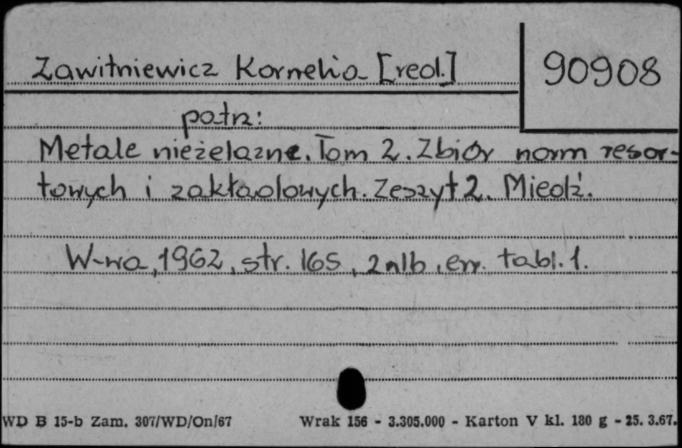 Zawitniewicz Kornelia [red.]
90908
patrz:
Metale nieżelazne. Tom 2. Zbiór norm resor-
towych i zakładowych. Zeszyt 2. Miedź.
W-wa, 1962, str. 165, 2 nlb, err. tabl. 1.
WD B 15-b Zam. 307/WD/On/67 Wrak 156 - 3.305.000 - Karton V kl. 180 g - 25. 3.67.